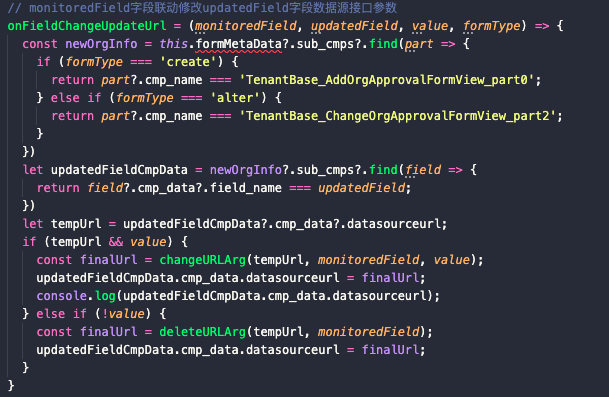 // monitoredField字段联动修改updatedField字段数据源接口参数
onFieldChangeUpdateUrl = (monitoredField, updatedField, value, formType) => {
  const newOrgInfo = this.formMetaData?.sub_cmps?.find(part => {
    if (formType === 'create') {
      return part?.cmp_name === 'TenantBase_AddOrgApprovalFormView_part0';
    } else if (formType === 'alter') {
      return part?.cmp_name === 'TenantBase_ChangeOrgApprovalFormView_part2';
    }
  })
  let updatedFieldCmpData = newOrgInfo?.sub_cmps?.find(field => {
    return field?.cmp_data?.field_name === updatedField;
  })
  let tempUrl = updatedFieldCmpData?.cmp_data?.datasourceurl;
  if (tempUrl && value) {
    const finalUrl = changeURLArg(tempUrl, monitoredField, value);
    updatedFieldCmpData.cmp_data.datasourceurl = finalUrl;
    console.log(updatedFieldCmpData.cmp_data.datasourceurl);
  } else if (!value) {
    const finalUrl = deleteURLArg(tempUrl, monitoredField);
    updatedFieldCmpData.cmp_data.datasourceurl = finalUrl;
  }
}